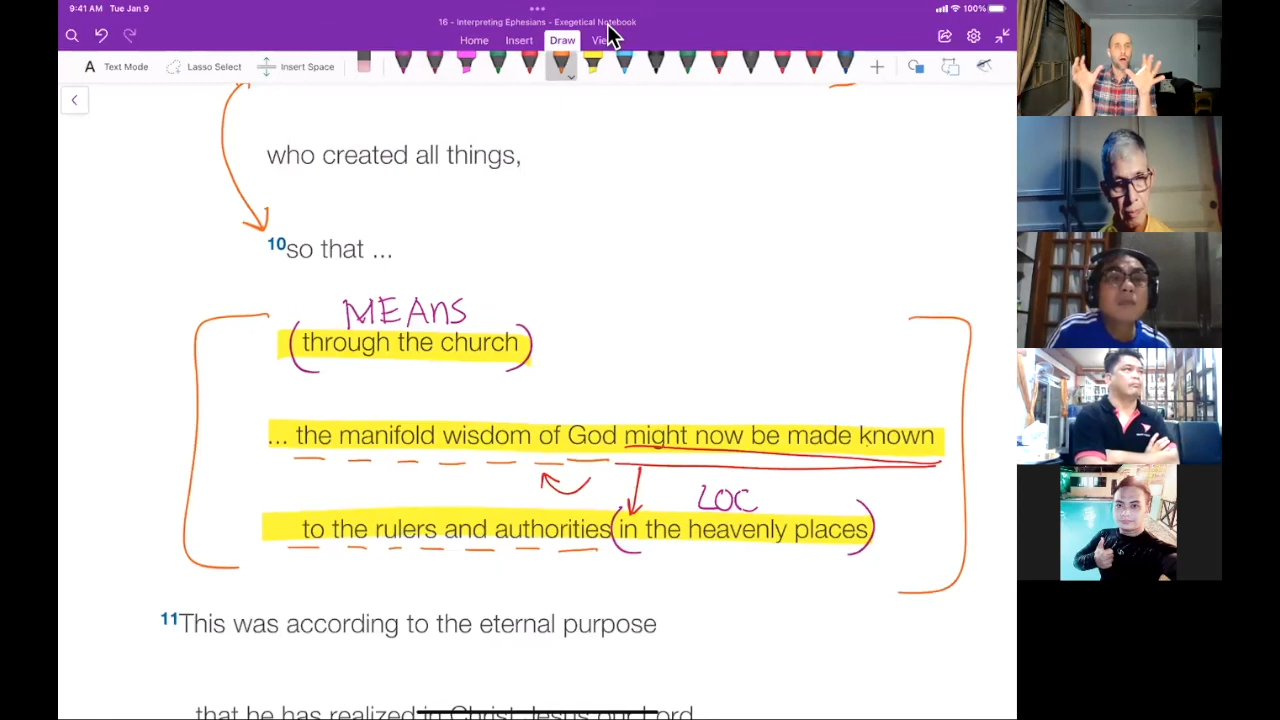 9:41 AM Tue Jan 9
100%
16 - Interpreting Ephesians - Exegetical Notebook
Home Insert Draw
A Text Mode Lasso Select Insert Space
who created all things,
10so that ...
MEANS
(through the church)
... the manifold wisdom of God might now be made known
LOC
to the rulers and authorities (in the heavenly places)
11This was according to the eternal purpose
that he has realized in Christ Jesus our Lord